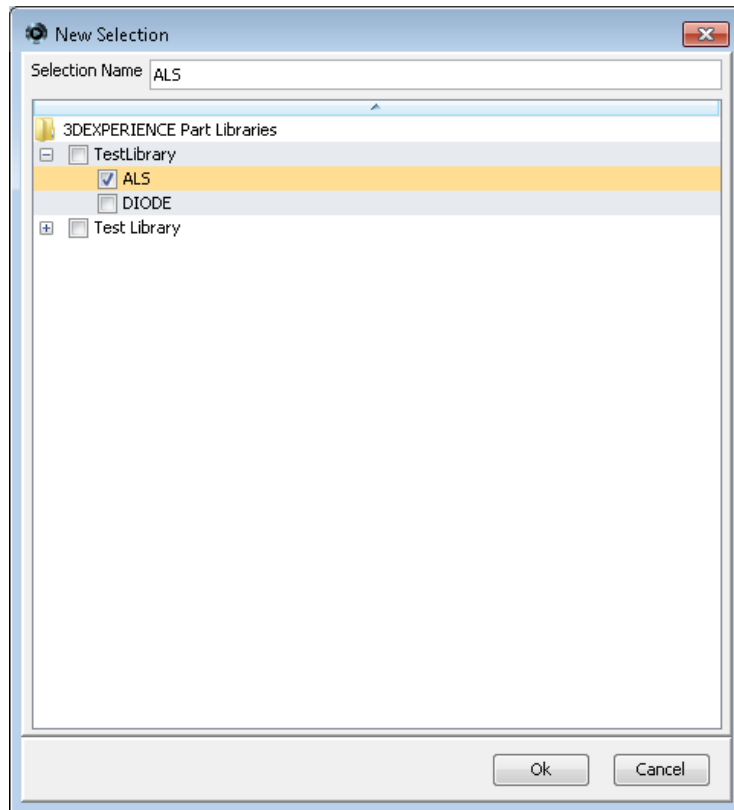 New Selection
Selection Name ALS
3DEXPERIENCE Part Libraries
TestLibrary
ALS
DIODE
Test Library
Ok Cancel